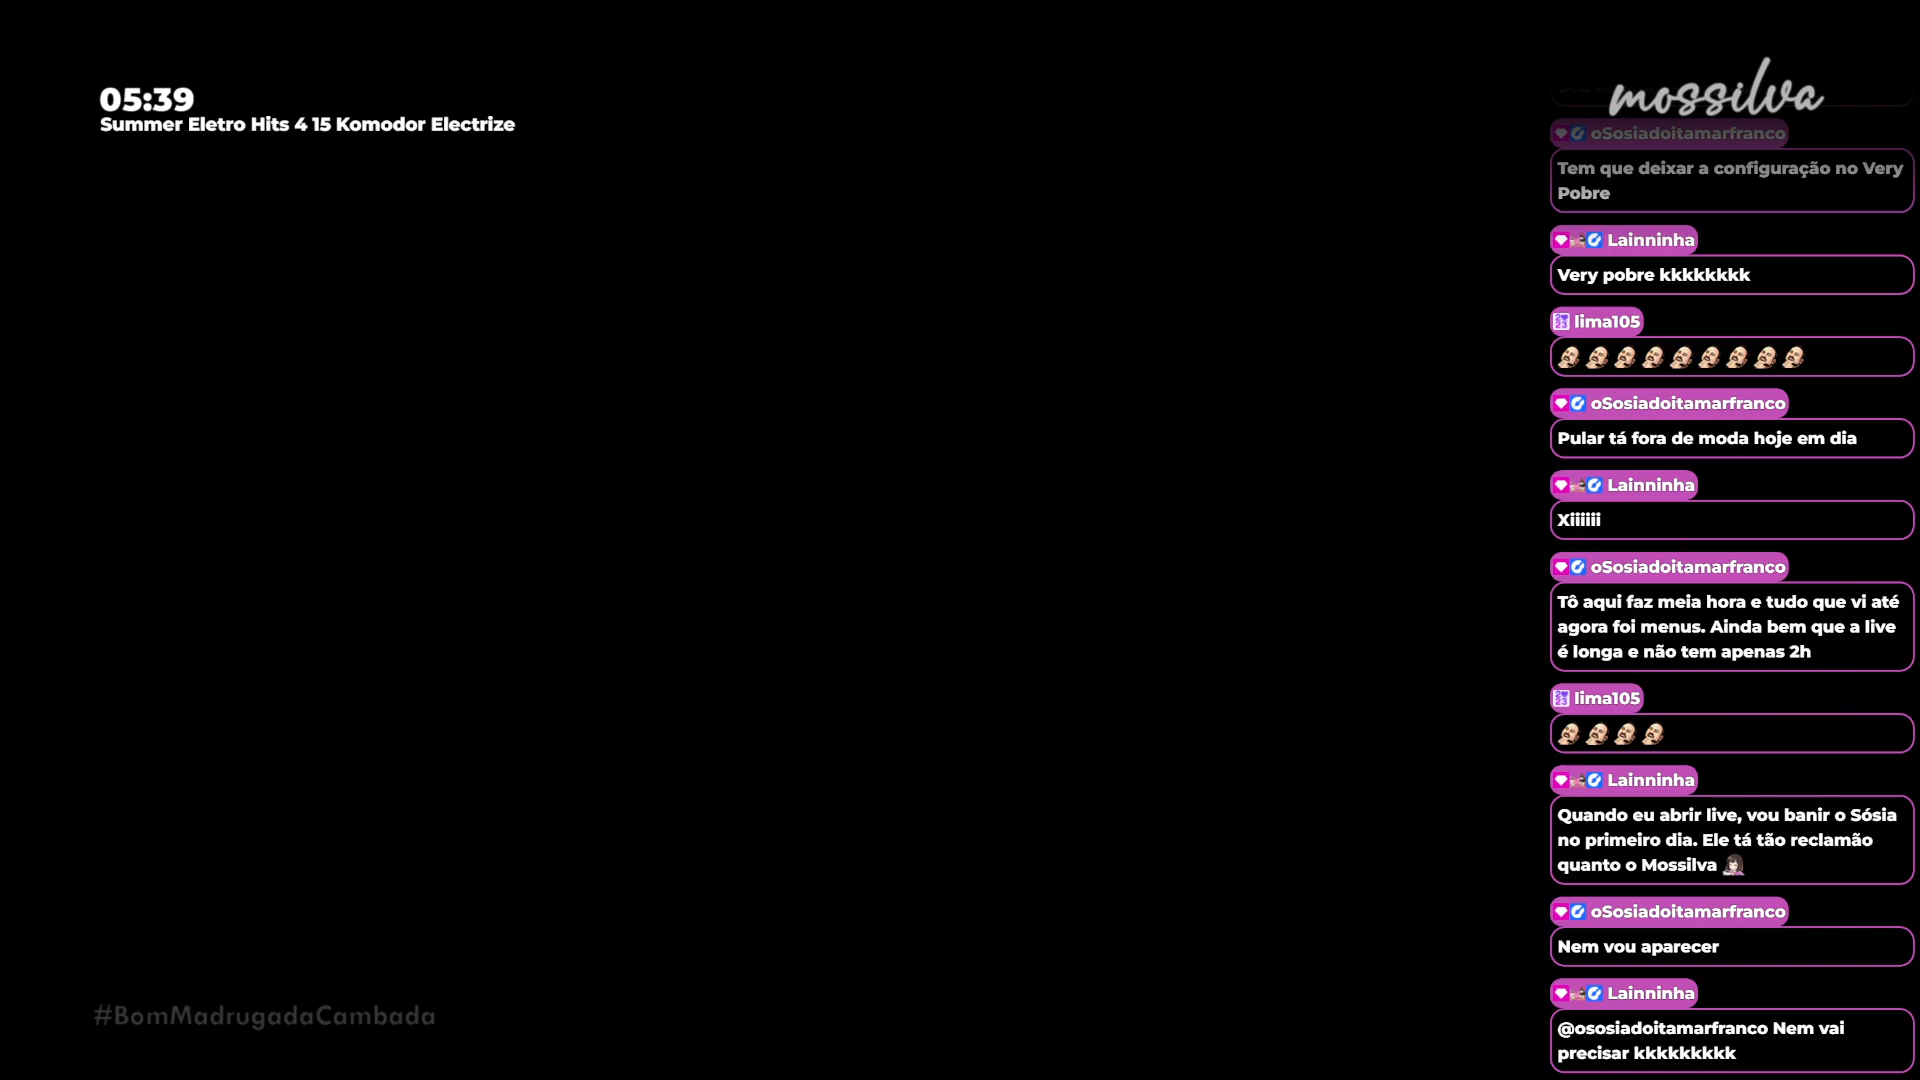 05:39
Summer Eletro Hits 4 15 Komodor Electrize
mossilva
oSosiadoitamarfranco
Tem que deixar a configuração no Very
Pobre
Lainninha
Very pobre kkkkkkkk
lima105
oSosiadoitamarfranco
Pular tá fora de moda hoje em dia
Lainninha
Xiiiiii
oSosiadoitamarfranco
Tô aqui faz meia hora e tudo que vi até
agora foi menus. Ainda bem que a live
é longa e não tem apenas 2h
lima105
Lainninha
Quando eu abrir live, vou banir o Sósia
no primeiro dia. Ele tá tão reclamão
quanto o Mossilva
oSosiadoitamarfranco
Nem vou aparecer
Lainninha
@ososiadoitamarfranco Nem vai
precisar kkkkkkkkk
#BomMadrugadaCambada